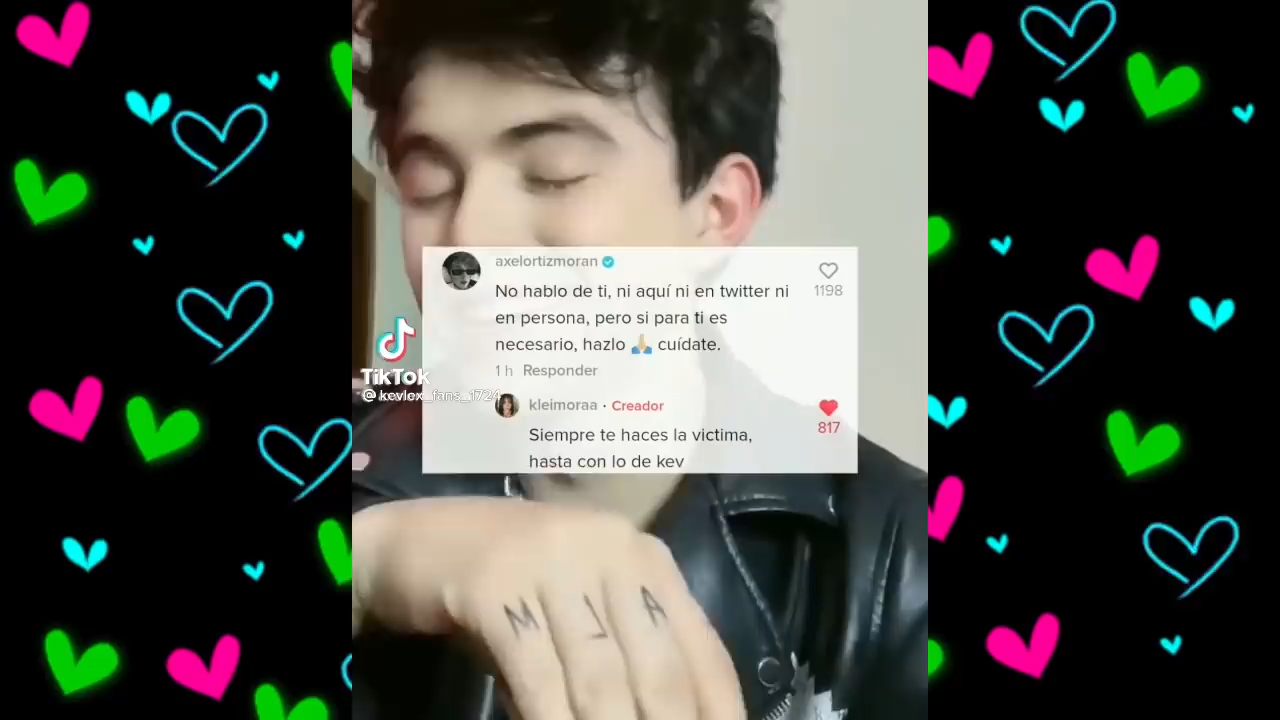 axelortizmoran
No hablo de ti, ni aquí ni en twitter ni
en persona, pero si para ti es
necesario, hazlo 🙏 cuídate.
1198
1 h Responder
TikTok
@kevlex_fans_1724
kleimoraa · Creador
Siempre te haces la victima,
hasta con lo de kev
817
M L A